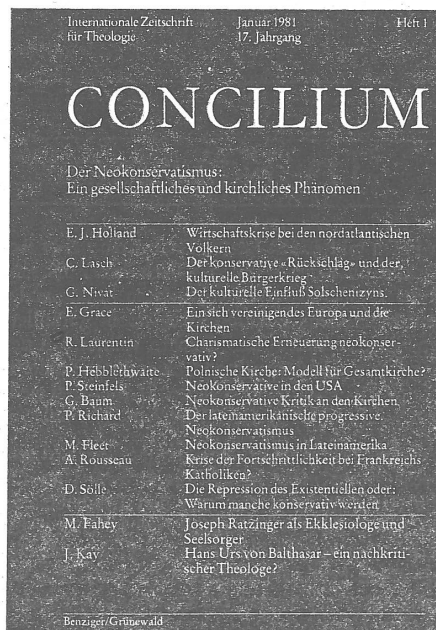 Internationale Zeitschrift Januar 1981 Heft 1
für Theologie 17. Jahrgang
CONCILIUM
Der Neokonservatismus:
Ein gesellschaftliches und kirchliches Phänomen
E. J. Holland Wirtschaftskrise bei den nordatlantischen
Völkern
C. Lasch Der konservative «Rückschlag» und der
kulturelle Bürgerkrieg
G. Nivat Der kulturelle Einfluß Solschenizyns
E. Grace Ein sich vereinigendes Europa und die
Kirchen
R. Laurentin Charismatische Erneuerung neokonser-
vativ?
P. Hebblethwaite Polnische Kirche: Modell für Gesamtkirche?
P. Steinfels Neokonservative in den USA
G. Baum Neokonservative Kritik an den Kirchen
P. Richard Der lateinamerikanische progressive
Neokonservatismus
M. Fleet Neokonservatismus in Lateinamerika
A. Rousseau Krise der Fortschrittlichkeit bei Frankreichs
Katholiken?
D. Sölle Die Repression des Existentiellen oder:
Warum manche konservativ werden
M. Fahey Joseph Ratzinger als Ekklesiologe und
Seelsorger
J. Kay Hans Urs von Balthasar – ein nachkriti-
scher Theologe?
Benziger/Grünewald